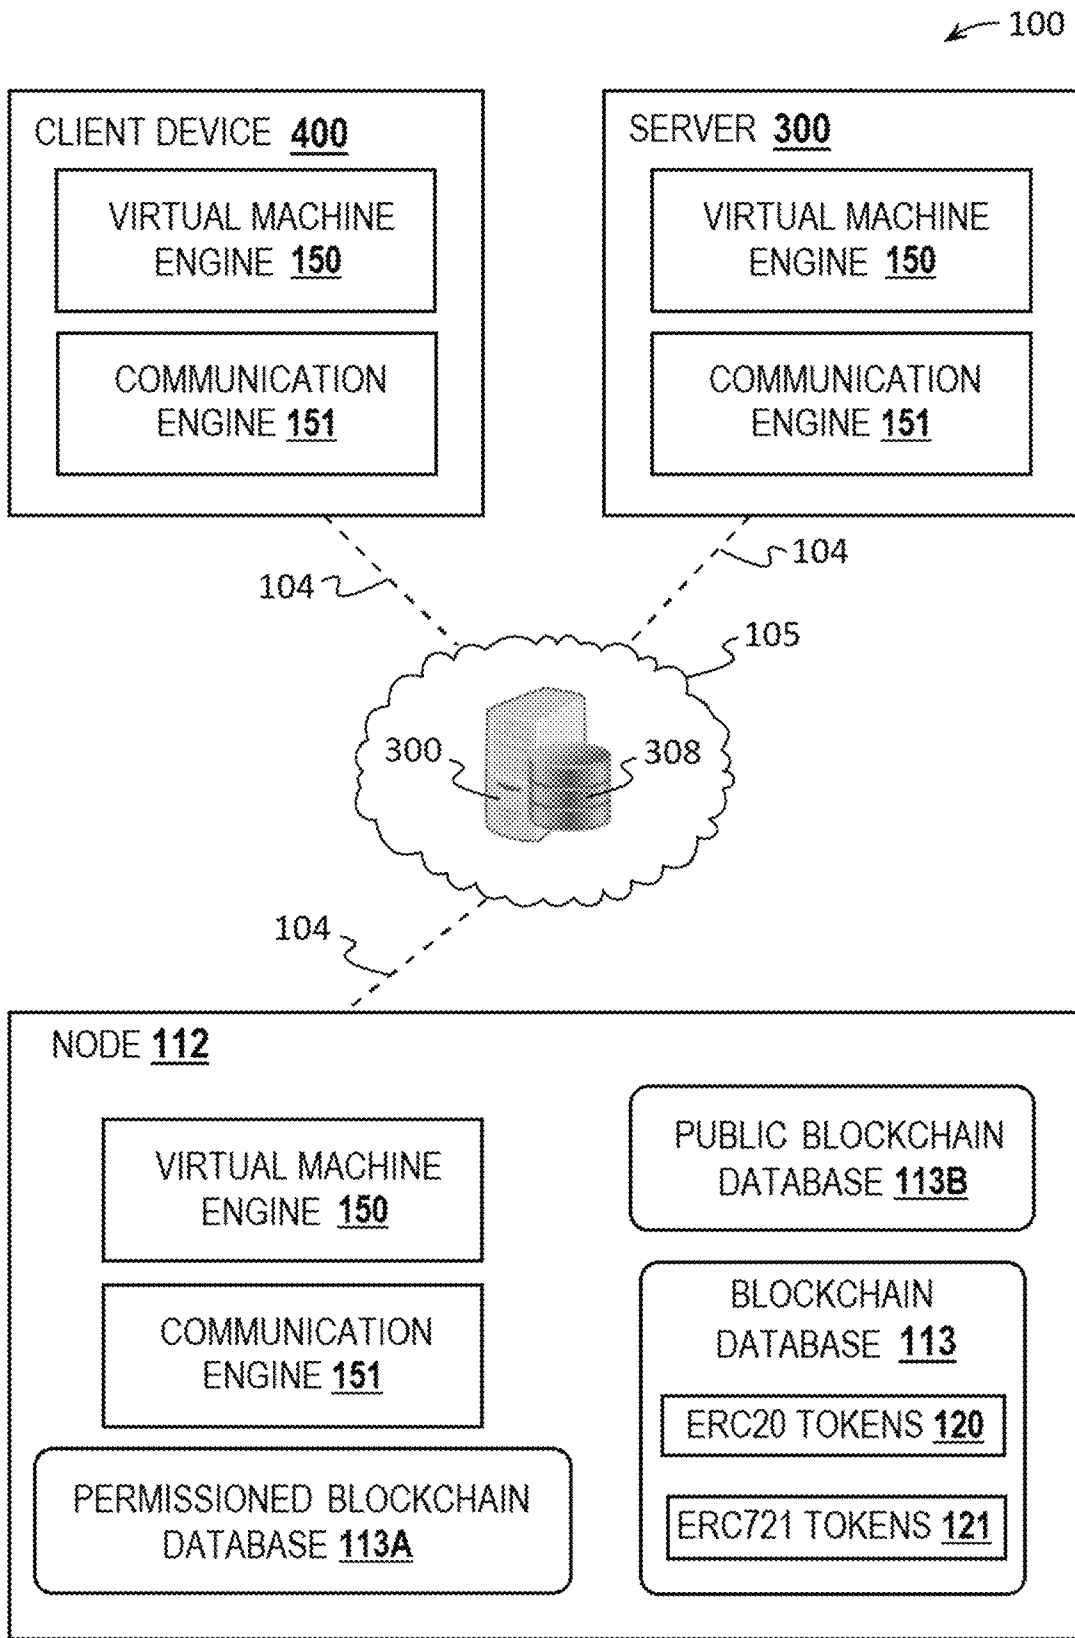 100
CLIENT DEVICE 400
VIRTUAL MACHINE
ENGINE 150
COMMUNICATION
ENGINE 151
SERVER 300
VIRTUAL MACHINE
ENGINE 150
COMMUNICATION
ENGINE 151
104
104
105
300
308
104
NODE 112
VIRTUAL MACHINE
ENGINE 150
COMMUNICATION
ENGINE 151
PERMISSIONED BLOCKCHAIN
DATABASE 113A
PUBLIC BLOCKCHAIN
DATABASE 113B
BLOCKCHAIN
DATABASE 113
ERC20 TOKENS 120
ERC721 TOKENS 121